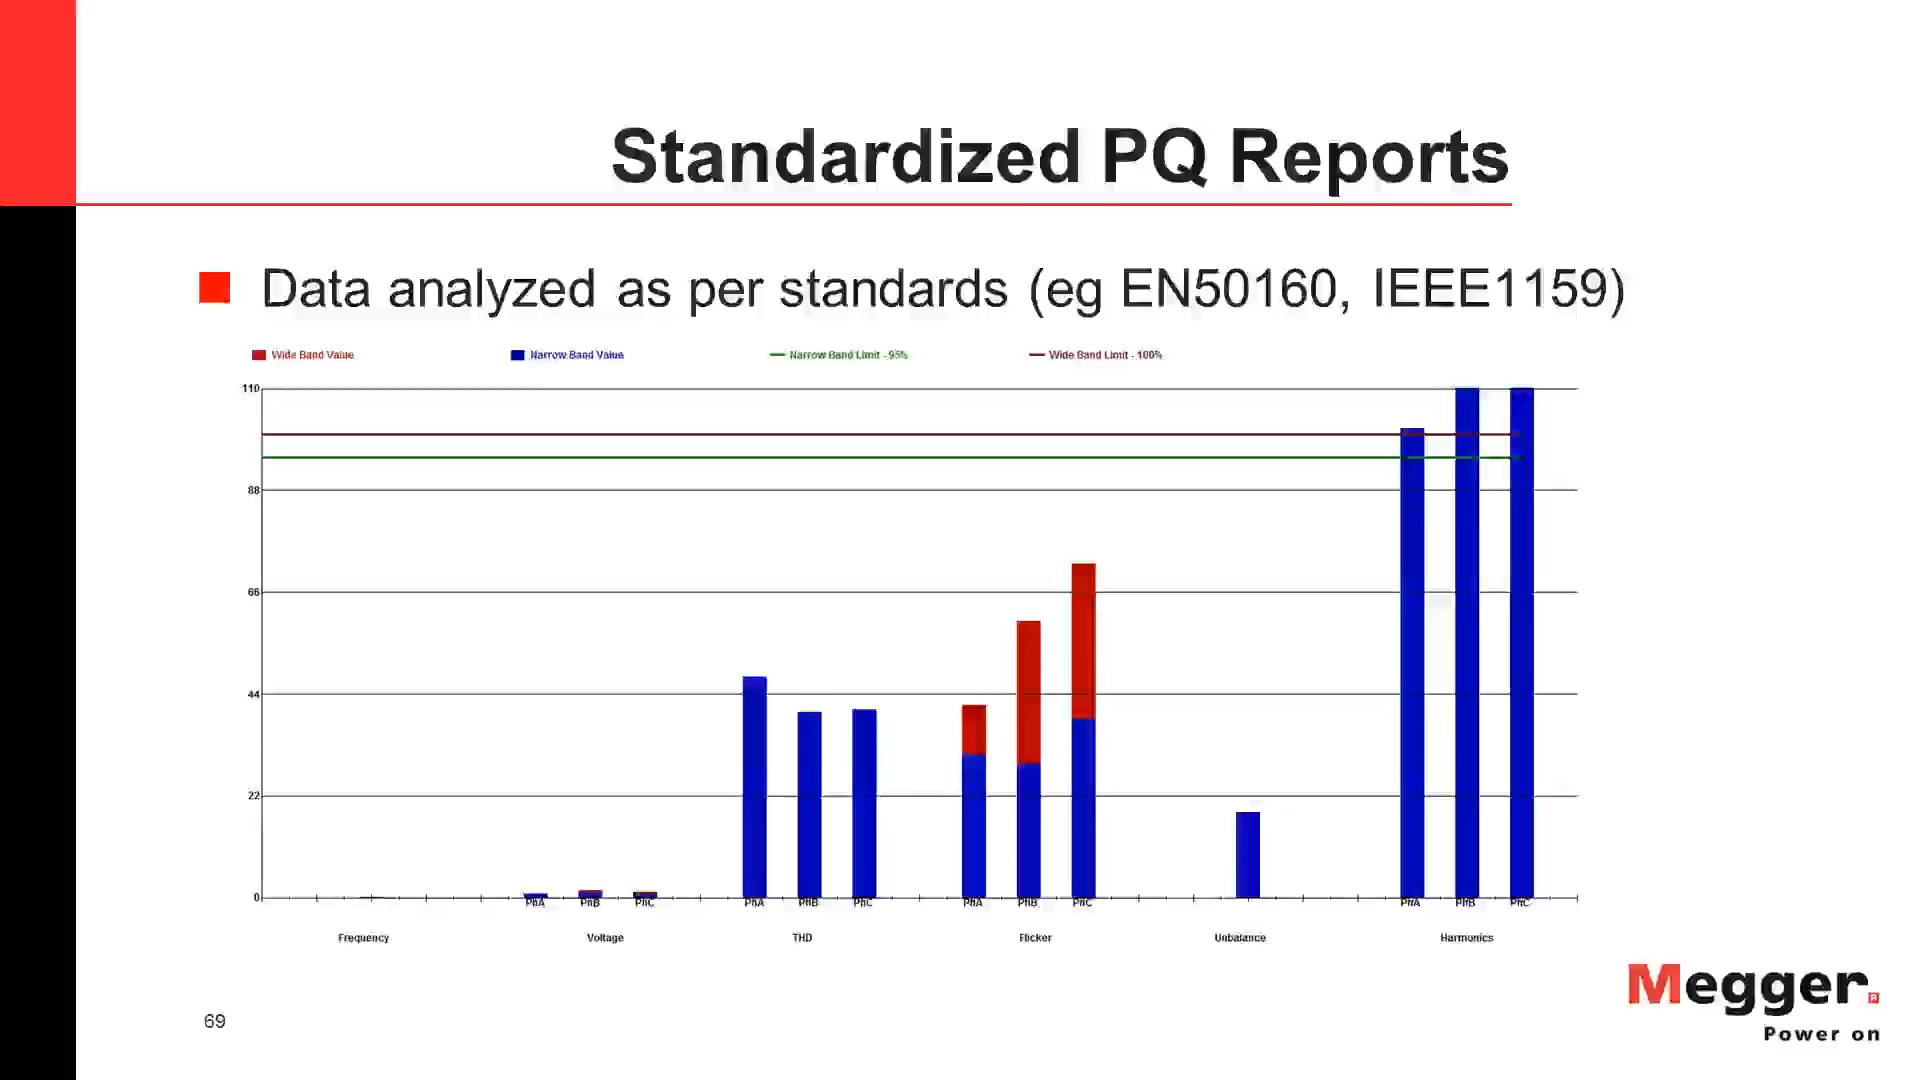 Standardized PQ Reports
Data analyzed as per standards (eg EN50160, IEEE1159)
Wide Band Value Narrow Band Value Narrow Band Limit - 95% Wide Band Limit - 100%
110
88
66
44
22
0
PhA PhB PhC PhA PhB PhC PhA PhB PhC PhA PhB PhC
Frequency Voltage THD Flicker Unbalance Harmonics
Megger®
Power on
69